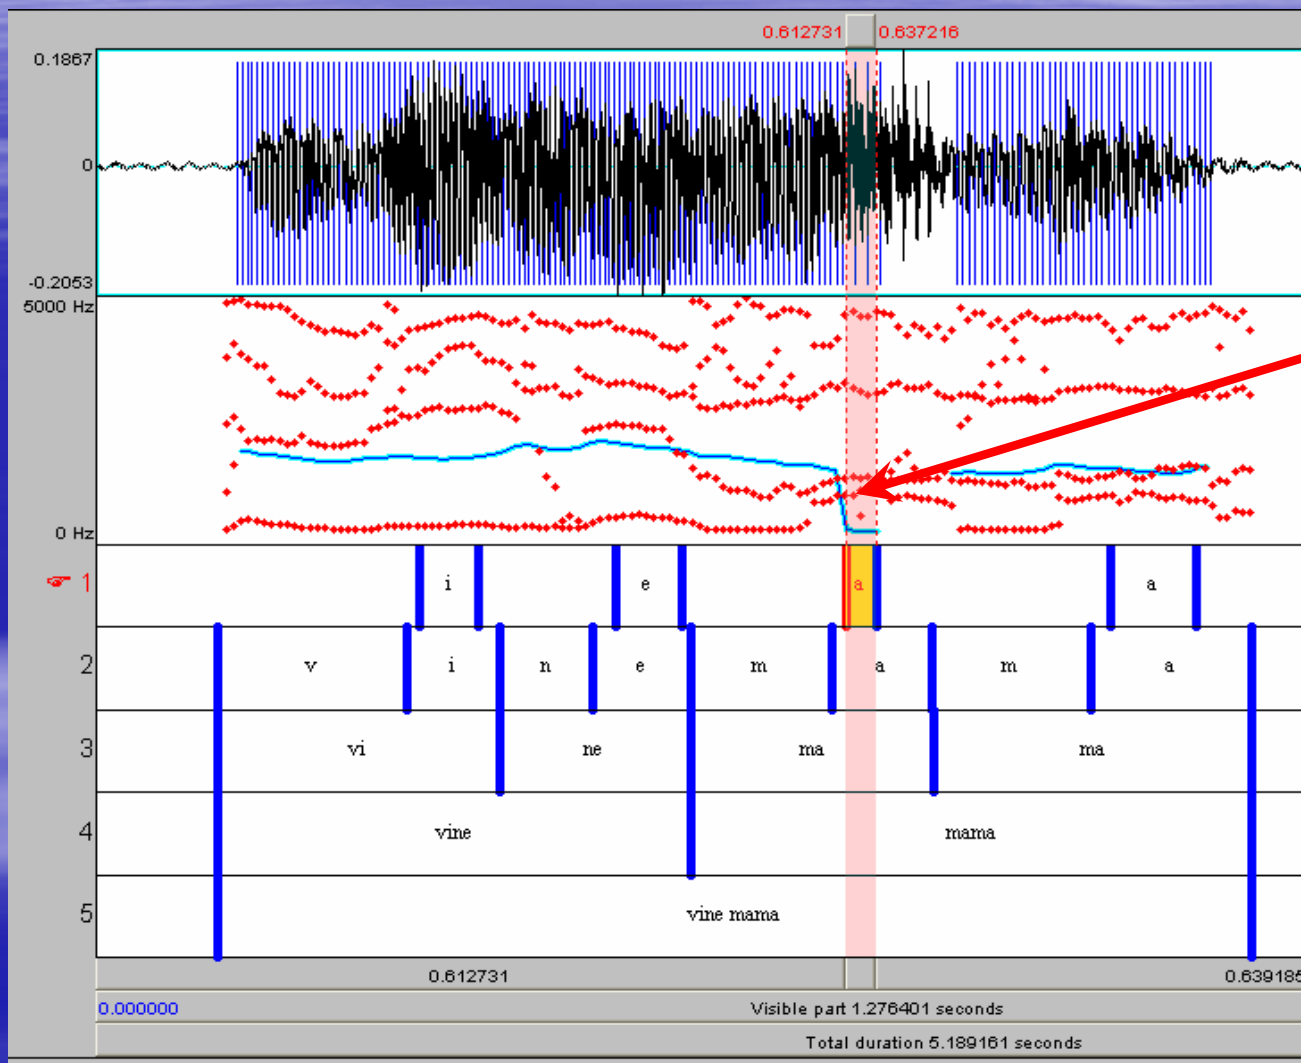 0.612731 0.637216
0.1867
0
-0.2053
5000 Hz
0 Hz
1 i e a a
2 v i n e m a m a
3 vi ne ma ma
4 vine mama
5 vine mama
0.612731 0.639185
0.000000 Visible part 1.276401 seconds
Total duration 5.189161 seconds